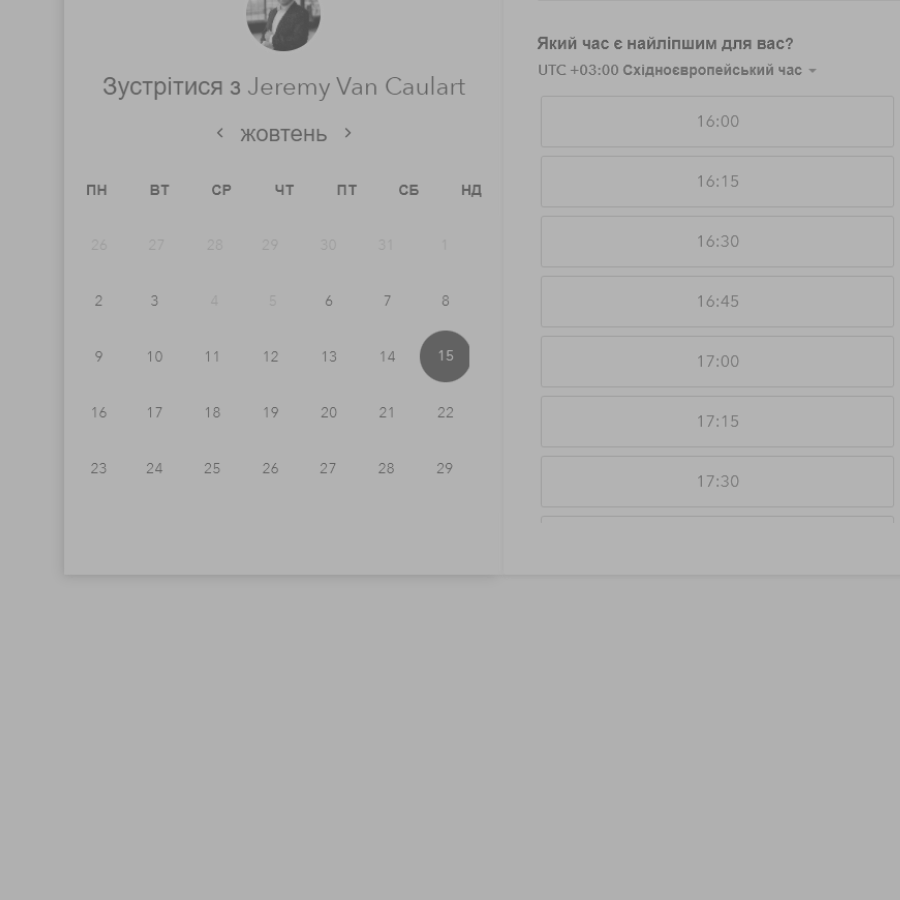 Зустрітися з Jeremy Van Caulart
жовтень
ПН ВТ СР ЧТ ПТ СБ НД
26 27 28 29 30 31 1
2 3 4 5 6 7 8
9 10 11 12 13 14 15
16 17 18 19 20 21 22
23 24 25 26 27 28 29
Який час є найліпшим для вас?
UTC +03:00 Східноєвропейський час
16:00
16:15
16:30
16:45
17:00
17:15
17:30